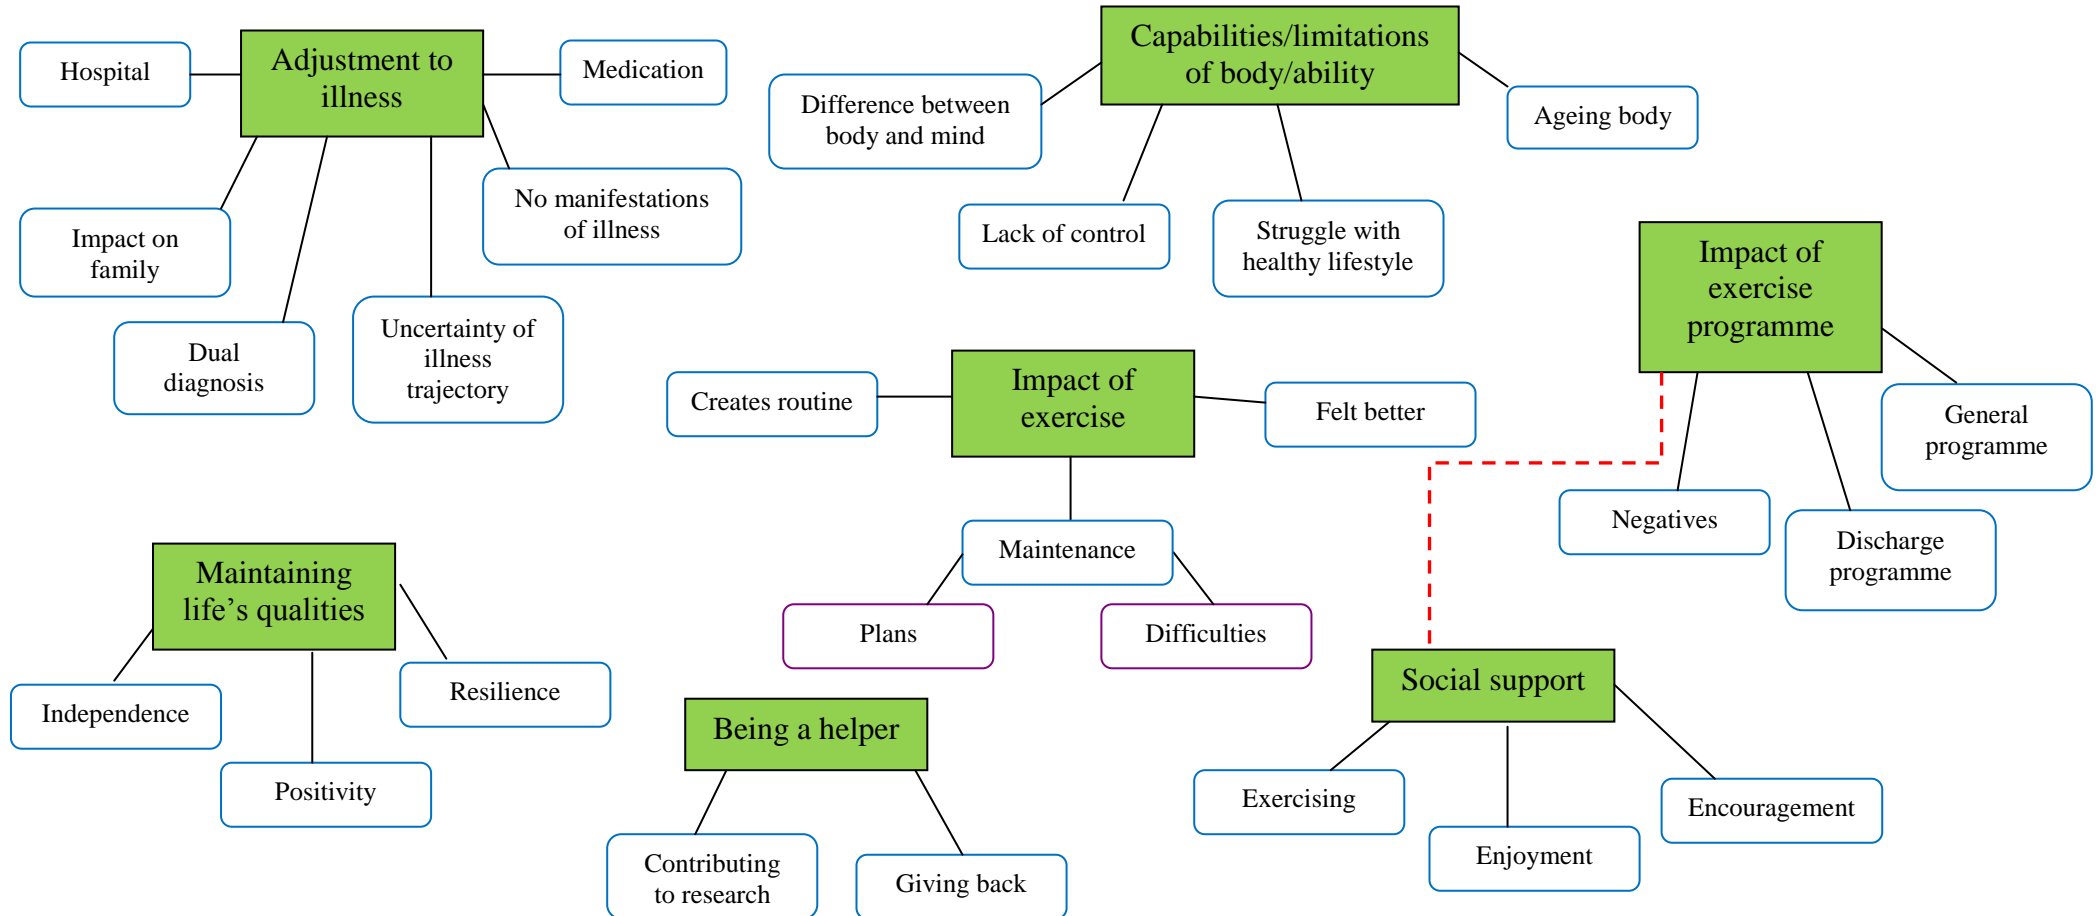 Adjustment to
illness
Hospital
Medication
Impact on
family
Dual
diagnosis
Uncertainty of
illness
trajectory
No manifestations
of illness
Capabilities/limitations
of body/ability
Difference between
body and mind
Lack of control
Struggle with
healthy lifestyle
Ageing body
Impact of
exercise
programme
Negatives
Discharge
programme
General
programme
Impact of
exercise
Creates routine
Felt better
Maintenance
Plans
Difficulties
Maintaining
life’s qualities
Independence
Positivity
Resilience
Being a helper
Contributing
to research
Giving back
Social support
Exercising
Enjoyment
Encouragement